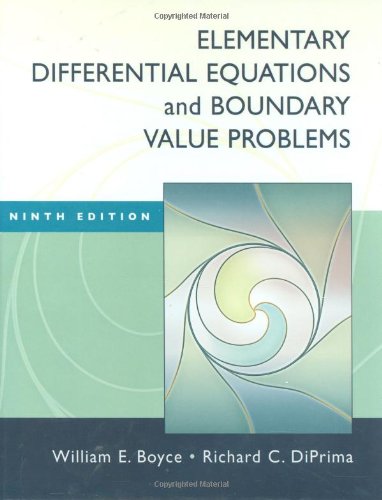 Copyrighted Material
ELEMENTARY
DIFFERENTIAL EQUATIONS
and BOUNDARY
VALUE PROBLEMS
NINTH EDITION
William E. Boyce • Richard C. DiPrima
Copyrighted Material